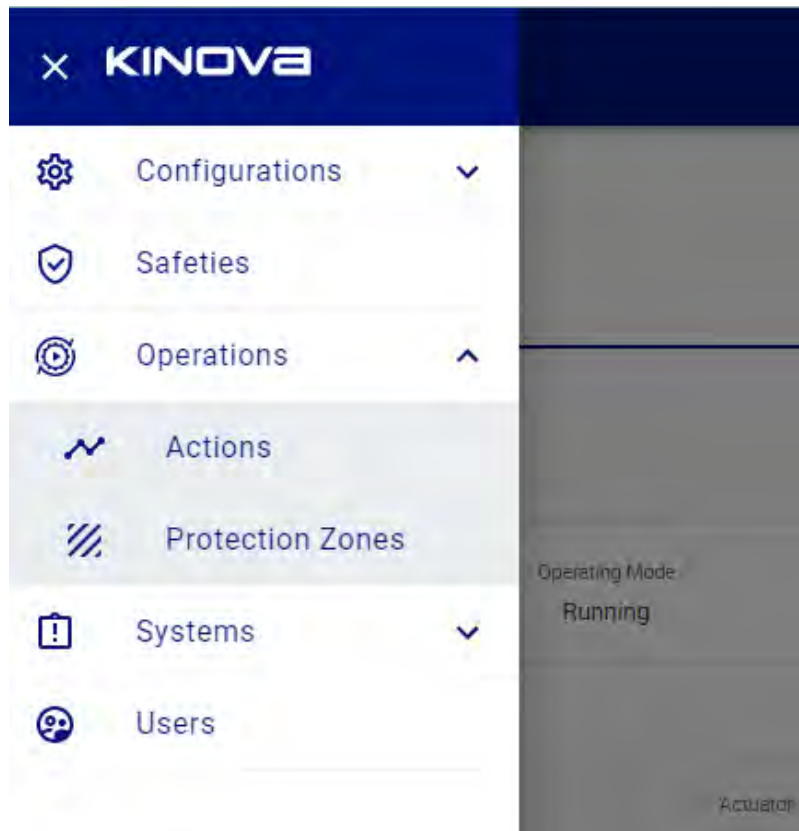 KINOVA
Configurations
Safeties
Operations
Actions
Protection Zones
Operating Mode
Running
Systems
Users
Actuator